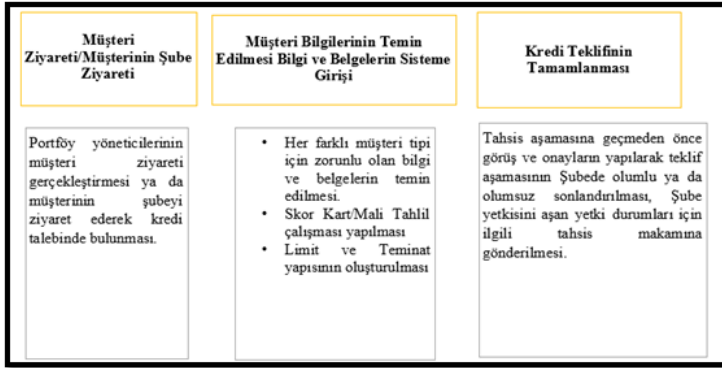 Müşteri
Ziyareti/Müşterinin Şube
Ziyareti
Müşteri Bilgilerinin Temin
Edilmesi Bilgi ve Belgelerin Sisteme
Girişi
Kredi Teklifinin
Tamamlanması
Portföy yöneticilerinin
müşteri ziyareti
gerçekleştirmesi ya da
müşterinin şubeyi
ziyaret ederek kredi
talebinde bulunması.
• Her farklı müşteri tipi
için zorunlu olan bilgi
ve belgelerin temin
edilmesi.
• Skor Kart/Mali Tahlil
çalışması yapılması
• Limit ve Teminat
yapısının oluşturulması
Tahsis aşamasına geçmeden önce
görüş ve onayların yapılarak teklif
aşamasının Şubede olumlu ya da
olumsuz sonlandırılması, Şube
yetkisini aşan yetki durumları için
ilgili tahsis makamına
gönderilmesi.